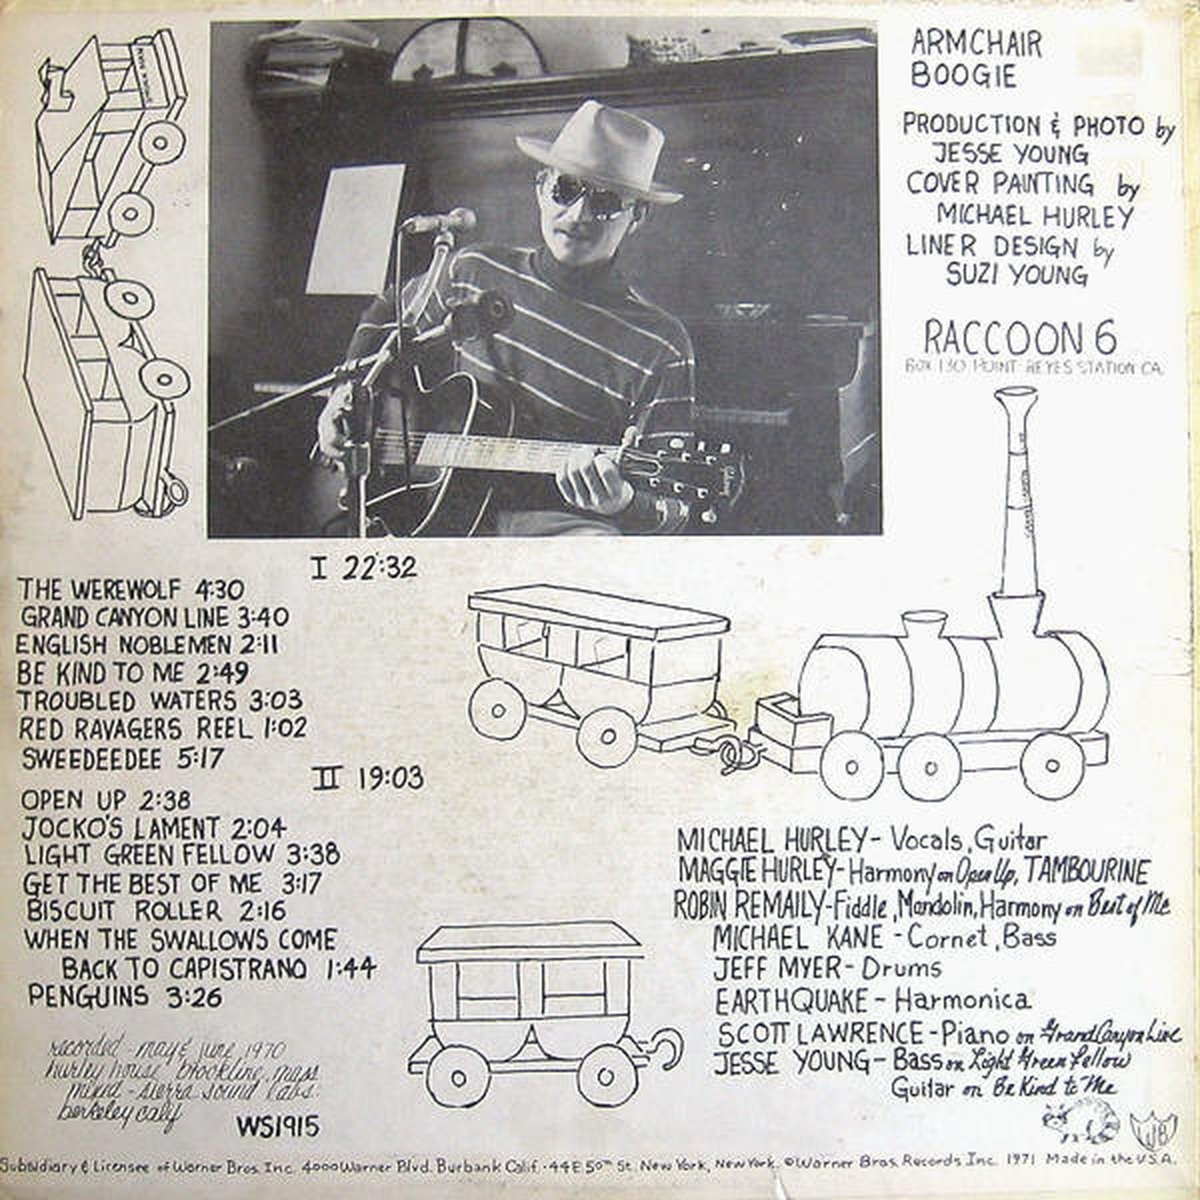 ARMCHAIR
BOOGIE
PRODUCTION & PHOTO by
JESSE YOUNG
COVER PAINTING by
MICHAEL HURLEY
LINER DESIGN by
SUZI YOUNG
RACCOON 6
BOX 130 POINT REYES STATION CA.
I 22:32
THE WEREWOLF 4:30
GRAND CANYON LINE 3:40
ENGLISH NOBLEMEN 2:11
BE KIND TO ME 2:49
TROUBLED WATERS 3:03
RED RAVAGERS REEL 1:02
SWEEDEEDEE 5:17
II 19:03
OPEN UP 2:38
JOCKO'S LAMENT 2:04
LIGHT GREEN FELLOW 3:38
GET THE BEST OF ME 3:17
BISCUIT ROLLER 2:16
WHEN THE SWALLOWS COME
BACK TO CAPISTRANO 1:44
PENGUINS 3:26
recorded - may & june 1970
hurley house brookline, mass
mixed - sierra sound labs.
berkeley calif
WS1915
MICHAEL HURLEY - Vocals, Guitar
MAGGIE HURLEY - Harmony on Open Up, TAMBOURINE
ROBIN REMAILY - Fiddle, Mandolin, Harmony on Best of Me
MICHAEL KANE - Cornet, Bass
JEFF MYER - Drums
EARTHQUAKE - Harmonica
SCOTT LAWRENCE - Piano on Grand Canyon Line
JESSE YOUNG - Bass on Light Green Fellow
Guitar on Be Kind to Me
WB
Subsidiary & Licensee of Warner Bros. Inc. 4000 Warner Blvd. Burbank Calif. · 44 E 50th St. New York, New York. © Warner Bros. Records Inc. 1971 Made in the U.S.A.